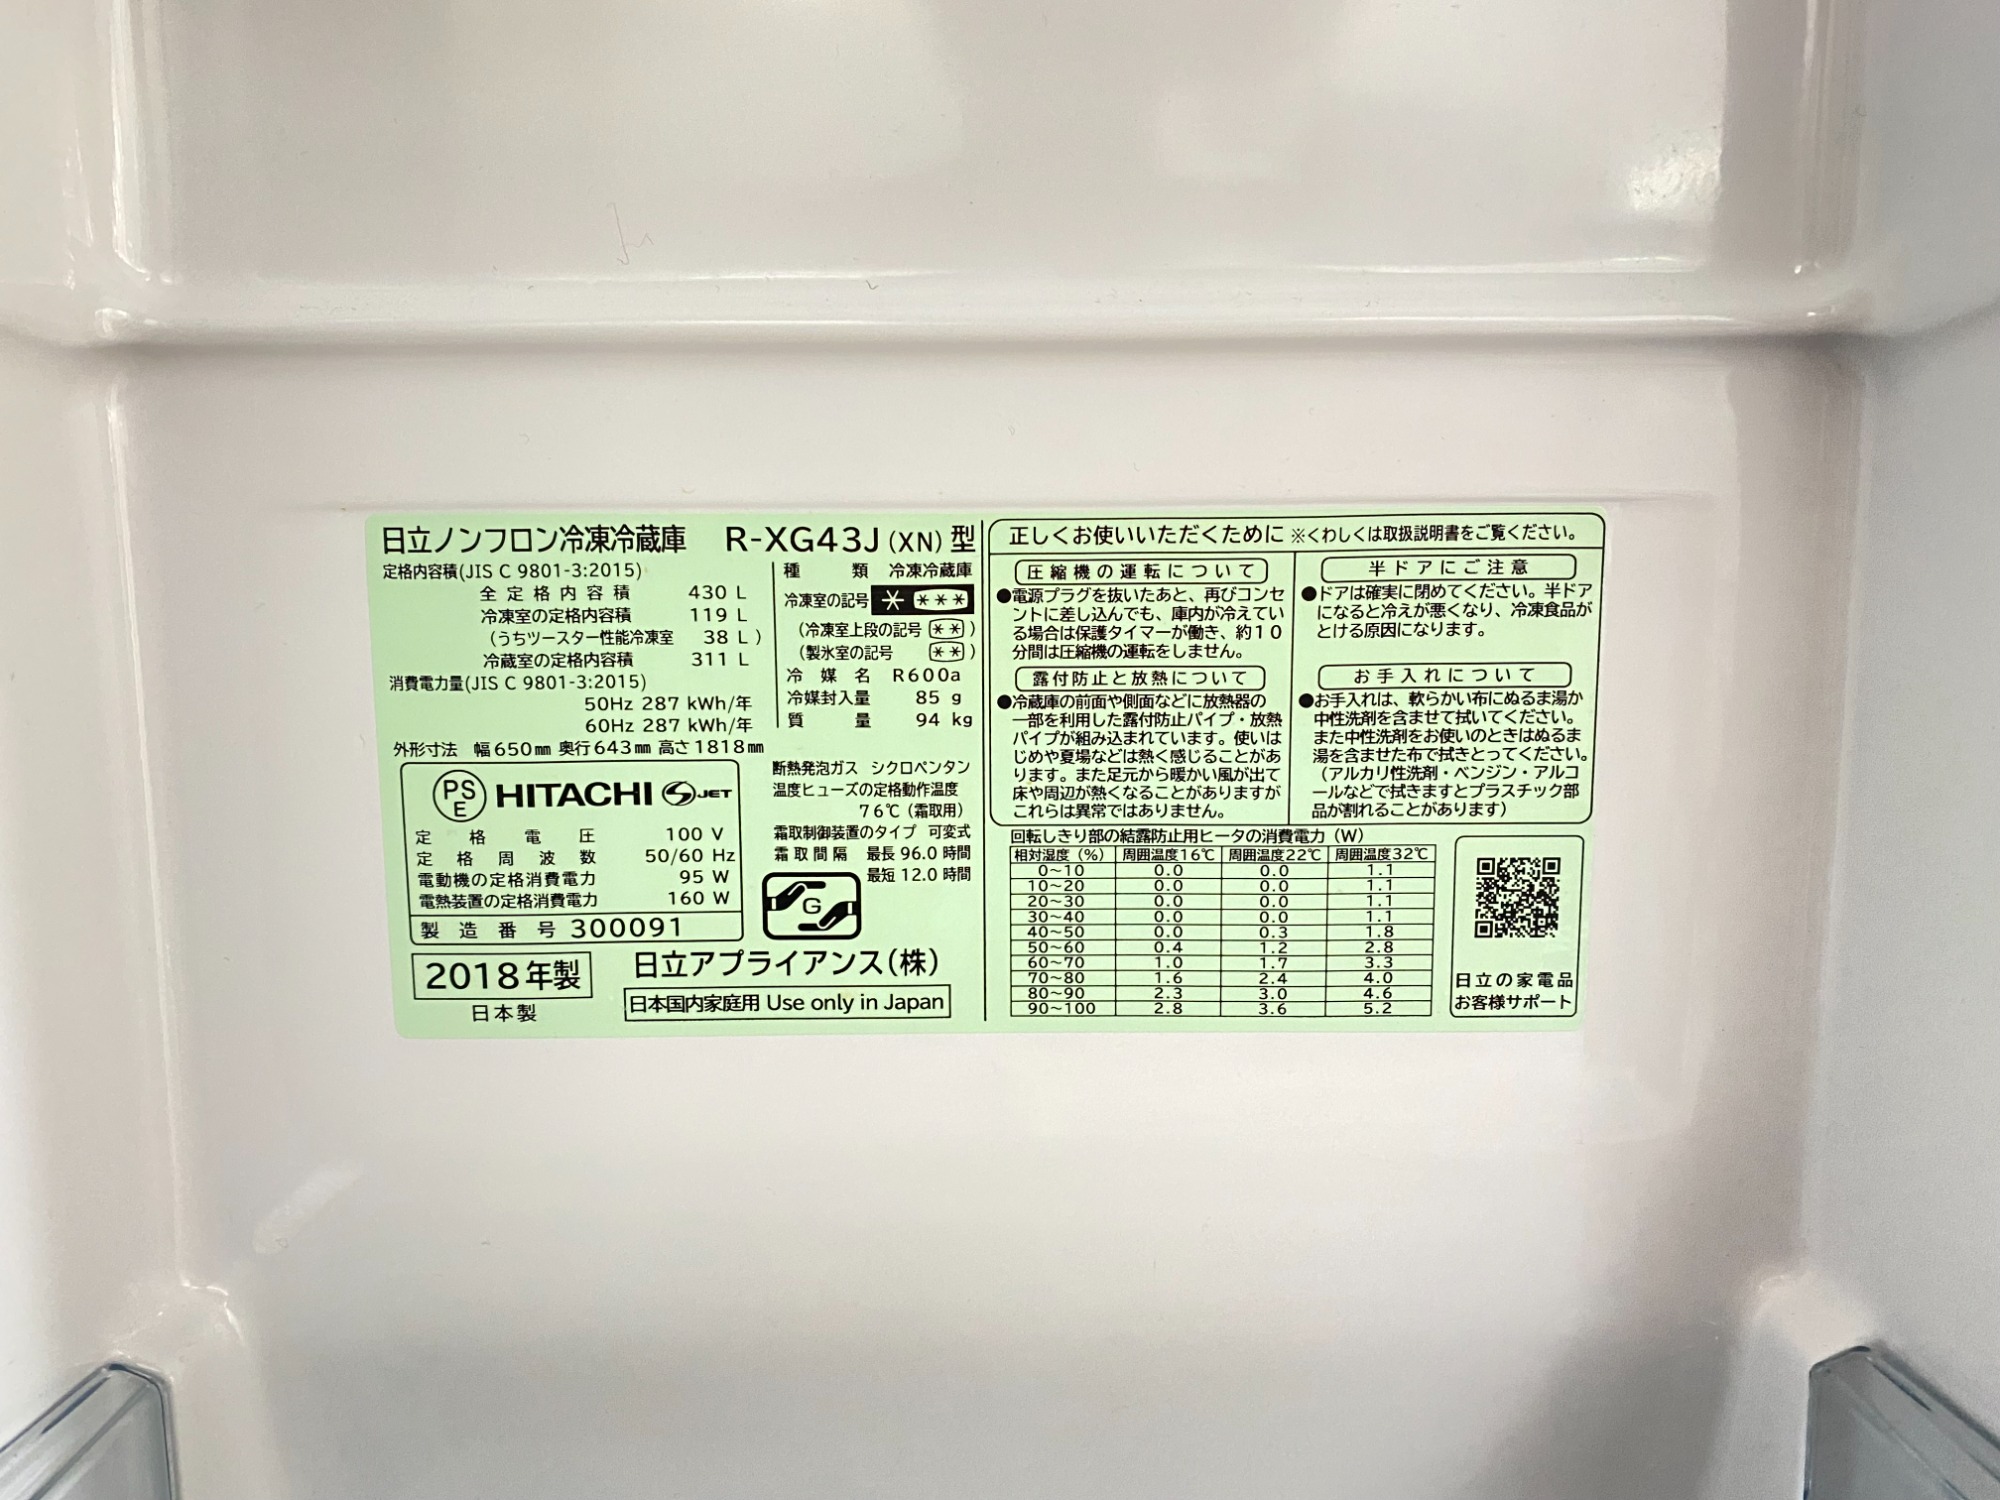 日立ノンフロン冷凍冷蔵庫 R-XG43J (XN) 型
定格内容積(JIS C 9801-3:2015)
全定格内容積 430 L
冷凍室の定格内容積 119 L
(うちツースター性能冷凍室 38 L)
冷蔵室の定格内容積 311 L
消費電力量(JIS C 9801-3:2015)
50Hz 287 kWh/年
60Hz 287 kWh/年
外形寸法 幅650mm 奥行643mm 高さ1818mm
種類 冷凍冷蔵庫
冷凍室の記号 * ***
(冷凍室上段の記号 **)
(製氷室の記号 **)
冷媒名 R600a
冷媒封入量 85 g
質量 94 kg
PS
E
HITACHI S JET
定格電圧 100 V
定格周波数 50/60 Hz
電動機の定格消費電力 95 W
電熱装置の定格消費電力 160 W
製造番号 300091
断熱発泡ガス シクロペンタン
温度ヒューズの定格動作温度
76℃(霜取用)
霜取制御装置のタイプ 可変式
霜取間隔 最長 96.0 時間
最短 12.0 時間
G
2018年製
日本製
日立アプライアンス(株)
日本国内家庭用 Use only in Japan
正しくお使いいただくために ※くわしくは取扱説明書をご覧ください。
圧縮機の運転について
●電源プラグを抜いたあと、再びコンセ
ントに差し込んでも、庫内が冷えてい
る場合は保護タイマーが働き、約10
分間は圧縮機の運転をしません。
露付防止と放熱について
●冷蔵庫の前面や側面などに放熱器の
一部を利用した露付防止パイプ・放熱
パイプが組み込まれています。使いは
じめや夏場などは熱く感じることがあ
ります。また足元から暖かい風が出て
床や周辺が熱くなることがありますが
これらは異常ではありません。
半ドアにご注意
●ドアは確実に閉めてください。半ドア
になると冷えが悪くなり、冷凍食品が
とける原因になります。
お手入れについて
●お手入れは、軟らかい布にぬるま湯か
中性洗剤を含ませて拭いてください。
また中性洗剤をお使いのときはぬるま
湯を含ませた布で拭きとってください。
(アルカリ性洗剤・ベンジン・アルコ
ールなどで拭きますとプラスチック部
品が割れることがあります)
回転しきり部の結露防止用ヒータの消費電力(W)
相対湿度(%) 周囲温度16℃ 周囲温度22℃ 周囲温度32℃
0~10 0.0 0.0 1.1
10~20 0.0 0.0 1.1
20~30 0.0 0.0 1.1
30~40 0.0 0.0 1.1
40~50 0.0 0.3 1.8
50~60 0.4 1.2 2.8
60~70 1.0 1.7 3.3
70~80 1.6 2.4 4.0
80~90 2.3 3.0 4.6
90~100 2.8 3.6 5.2
日立の家電品
お客様サポート